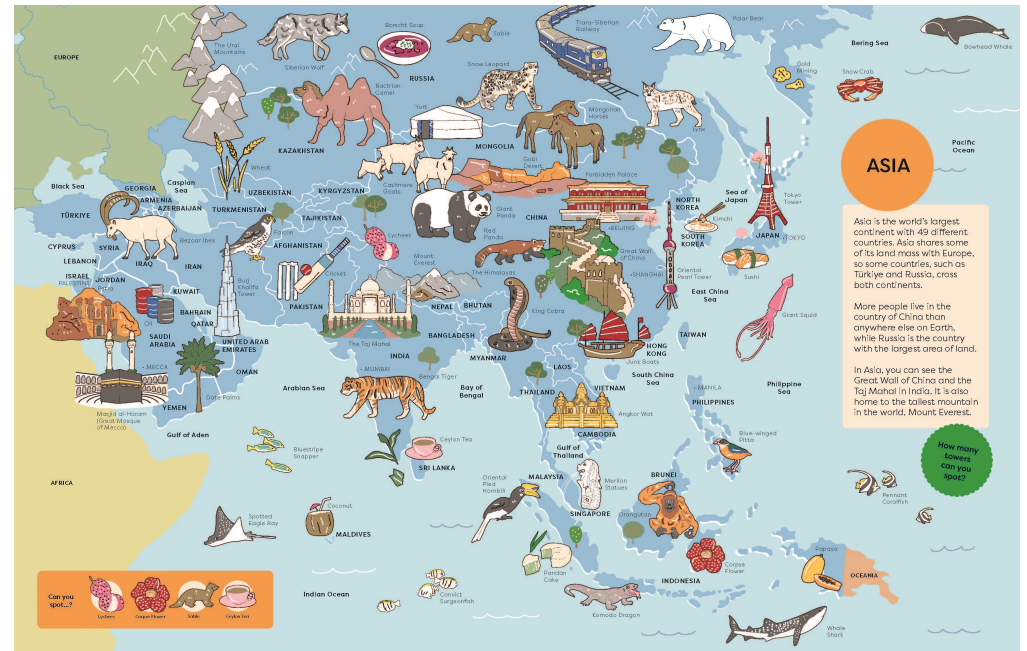 EUROPE
The Ural
Mountains
Siberian Wolf
Borscht Soup
RUSSIA
Sable
Trans-Siberian
Railway
Polar Bear
Bering Sea
Bowhead Whale
Bactrian
Camel
Snow Leopard
Gold
Mining
Snow Crab
Yurt
Mongolian
Horses
Lynx
Pacific
Ocean
ASIA
KAZAKHSTAN
MONGOLIA
Wheat
Gobi
Desert
Forbidden Palace
Black Sea
GEORGIA
Caspian
Sea
ARMENIA
AZERBAIJAN
UZBEKISTAN
KYRGYZSTAN
Cashmere
Goats
TURKMENISTAN
TAJIKISTAN
Giant
Panda
CHINA
NORTH
KOREA
Sea of
Japan
Tokyo
Tower
TÜRKIYE
Falcon
Lychees
Red
Panda
•BEIJING
Kimchi
SOUTH
KOREA
JAPAN
•TOKYO
CYPRUS
SYRIA
Bezoar Ibex
AFGHANISTAN
Cricket
Mount
Everest
The Himalayas
Great Wall
of China
Sushi
LEBANON
IRAQ
IRAN
ISRAEL
PALESTINE
JORDAN
Petra
KUWAIT
Burj
Khalifa
Tower
PAKISTAN
NEPAL
BHUTAN
•SHANGHAI
Oriental
Pearl Tower
East China
Sea
Giant Squid
Oil
BAHRAIN
QATAR
King Cobra
SAUDI
ARABIA
UNITED ARAB
EMIRATES
The Taj Mahal
INDIA
BANGLADESH
MYANMAR
HONG
KONG
TAIWAN
Junk Boats
• MECCA
OMAN
• MUMBAI
Bengal Tiger
LAOS
South China
Sea
Arabian Sea
Bay of
Bengal
THAILAND
VIETNAM
• MANILA
PHILIPPINES
Philippine
Sea
Date Palms
YEMEN
Masjid al-Haram
(Great Mosque
of Mecca)
Gulf of Aden
Angkor Wat
CAMBODIA
Bluestripe
Snapper
Ceylon Tea
SRI LANKA
Gulf of
Thailand
Blue-winged
Pitta
AFRICA
Oriental
Pied
Hornbill
MALAYSIA
Merlion
Statues
BRUNEI
SINGAPORE
Orangutan
Pennant
Coralfish
Spotted
Eagle Ray
Coconut
MALDIVES
Pandan
Cake
Corpse
Flower
Papaya
OCEANIA
INDONESIA
Indian Ocean
Convict
Surgeonfish
Komodo Dragon
Whale
Shark
Asia is the world's largest
continent with 49 different
countries. Asia shares some
of its land mass with Europe,
so some countries, such as
Türkiye and Russia, cross
both continents.
More people live in the
country of China than
anywhere else on Earth,
while Russia is the country
with the largest area of land.
In Asia, you can see the
Great Wall of China and the
Taj Mahal in India. It is also
home to the tallest mountain
in the world, Mount Everest.
How many
towers
can you
spot?
Can you
spot...?
Lychees
Corpse Flower
Sable
Ceylon Tea